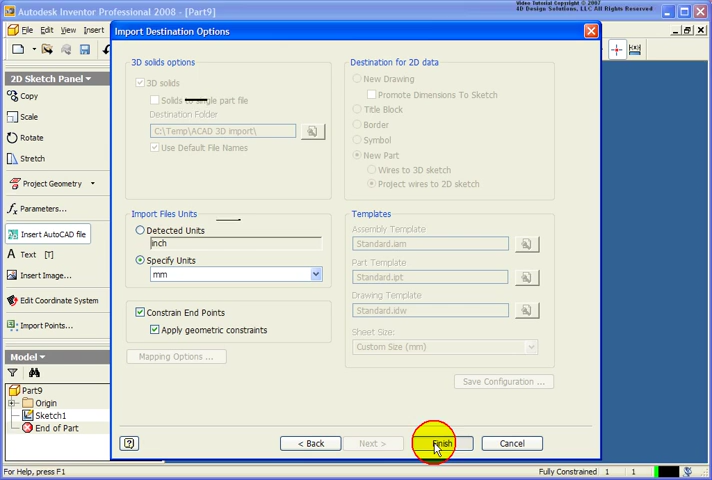 Autodesk Inventor Professional 2008 - [Part9]
Video Tutorial Copyright © 2007
4D Design Solutions, LLC All Rights Reserved.
File Edit View Insert
Import Destination Options
2D Sketch Panel
Copy
Scale
Rotate
Stretch
Project Geometry
Parameters...
Insert AutoCAD file
Text [T]
Insert Image...
Edit Coordinate System
Import Points...
Model
Part9
Origin
Sketch1
End of Part
3D solids options
3D solids
Solids to single part file
Destination Folder
C:\Temp\ACAD 3D import\
Use Default File Names
Import Files Units
Detected Units
inch
Specify Units
mm
Constrain End Points
Apply geometric constraints
Mapping Options ...
Destination for 2D data
New Drawing
Promote Dimensions To Sketch
Title Block
Border
Symbol
New Part
Wires to 3D sketch
Project wires to 2D sketch
Templates
Assembly Template
Standard.iam
Part Template
Standard.ipt
Drawing Template
Standard.idw
Sheet Size:
Custom Size (mm)
Save Configuration ...
< Back
Next >
Finish
Cancel
For Help, press F1
Fully Constrained 1 1